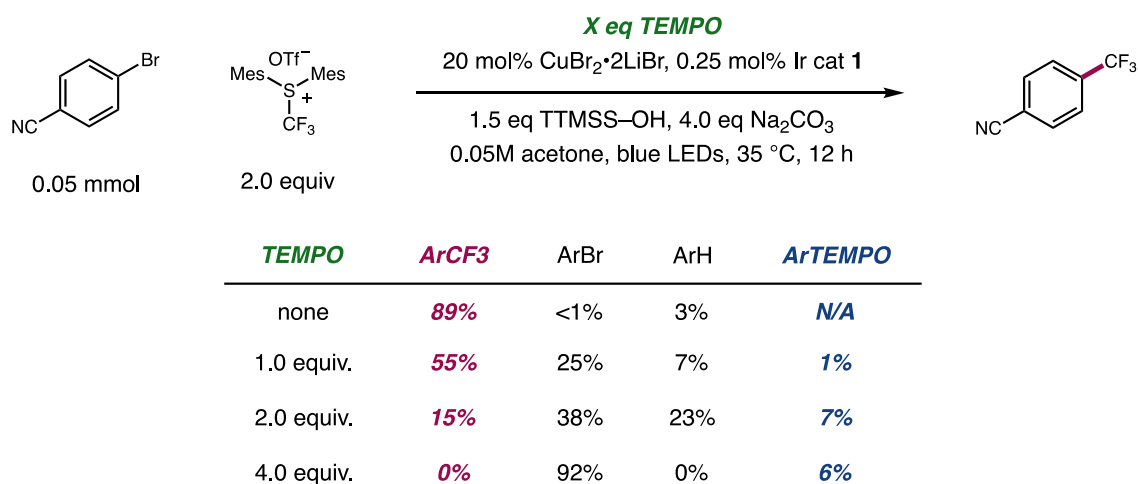 X eq TEMPO
20 mol% CuBr₂•2LiBr, 0.25 mol% Ir cat 1
1.5 eq TTMSS–OH, 4.0 eq Na₂CO₃
0.05M acetone, blue LEDs, 35 °C, 12 h
Br
NC
0.05 mmol
OTf⁻
Mes Mes
S
+
CF₃
2.0 equiv
CF₃
NC
TEMPO ArCF3 ArBr ArH ArTEMPO
none 89% <1% 3% N/A
1.0 equiv. 55% 25% 7% 1%
2.0 equiv. 15% 38% 23% 7%
4.0 equiv. 0% 92% 0% 6%